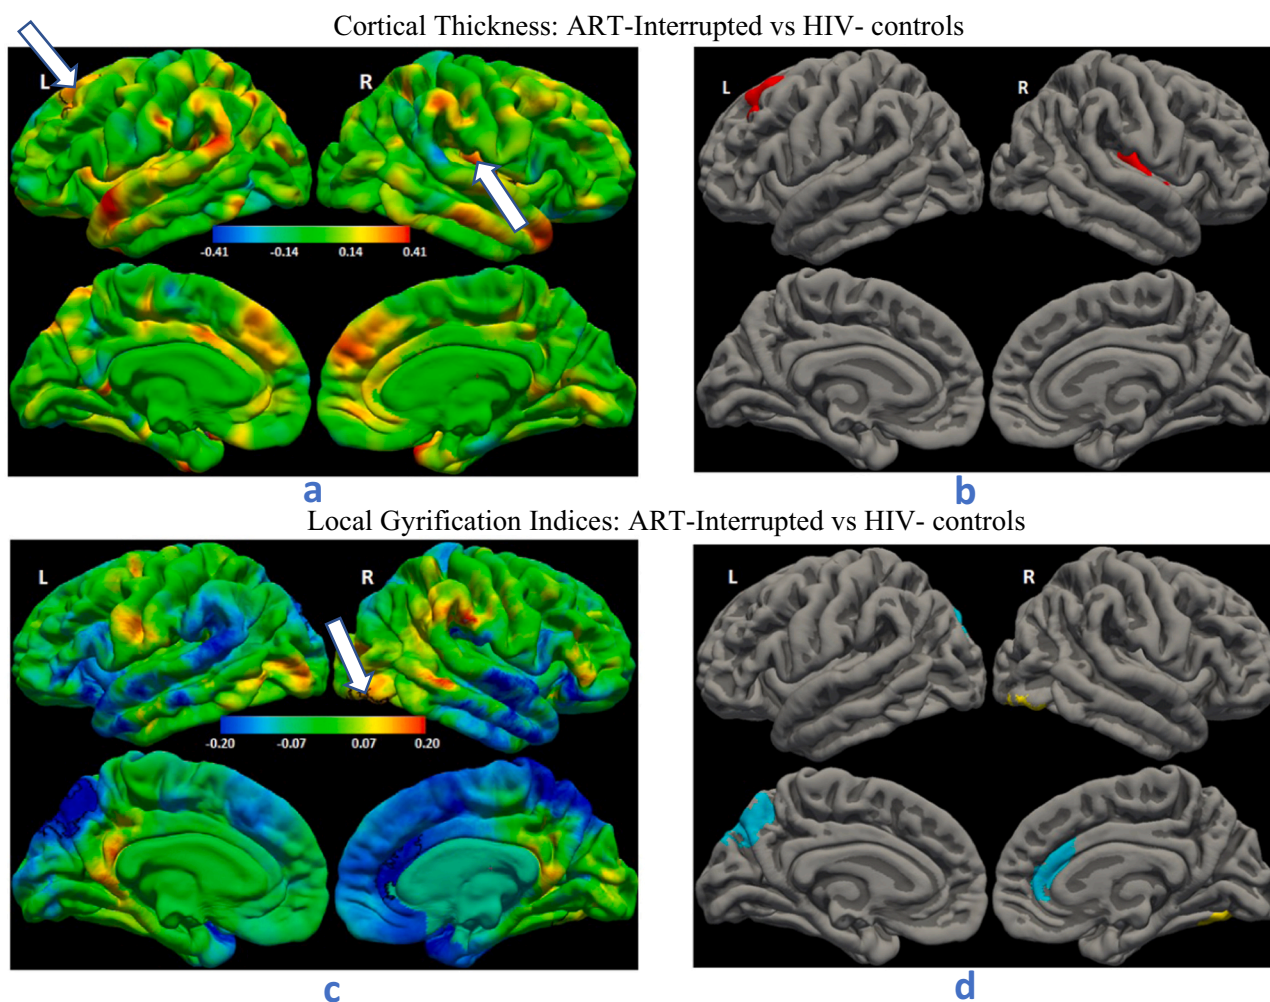 Cortical Thickness: ART-Interrupted vs HIV- controls
L R
-0.41 -0.14 0.14 0.41
L R
a b
Local Gyrification Indices: ART-Interrupted vs HIV- controls
L R
-0.20 -0.07 0.07 0.20
L R
c d